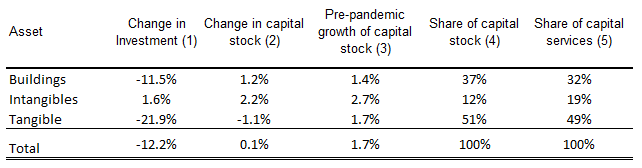 Asset Change in Investment (1) Change in capital stock (2) Pre-pandemic growth of capital stock (3) Share of capital stock (4) Share of capital services (5)
Buildings -11.5% 1.2% 1.4% 37% 32%
Intangibles 1.6% 2.2% 2.7% 12% 19%
Tangible -21.9% -1.1% 1.7% 51% 49%
Total -12.2% 0.1% 1.7% 100% 100%